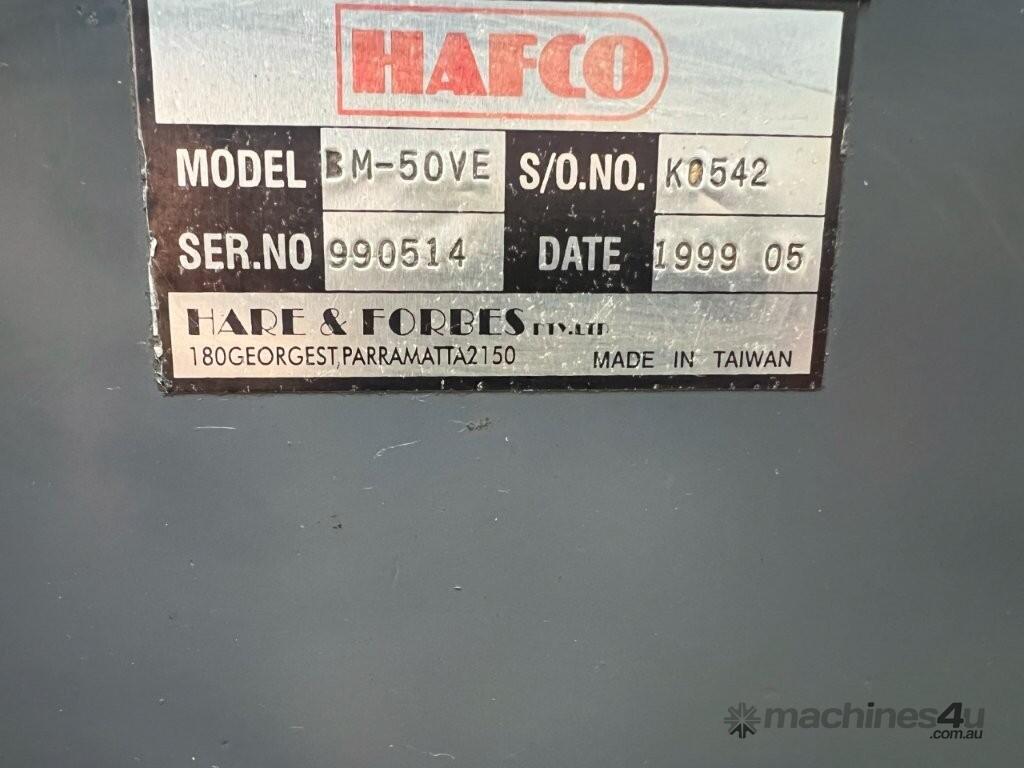 HAFCO
MODEL BM-50VE S/O.NO. K0542
SER.NO 990514 DATE 1999 05
HARE & FORBES PTY.LTD
180GEORGEST,PARRAMATTA2150 MADE IN TAIWAN
machines4u
.com.au